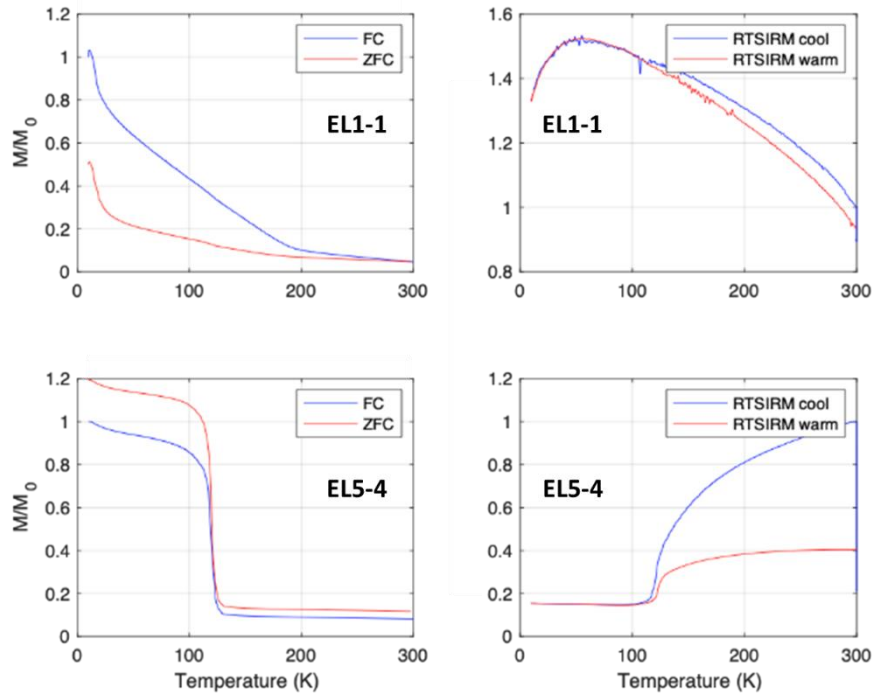 1.2
1
0.8
0.6
0.4
0.2
0
M/M0
FC
ZFC
EL1-1
0 100 200 300
1.6
1.4
1.2
1
0.8
RTSIRM cool
RTSIRM warm
EL1-1
0 100 200 300
1.2
1
0.8
0.6
0.4
0.2
0
M/M0
FC
ZFC
EL5-4
0 100 200 300
Temperature (K)
1.2
1
0.8
0.6
0.4
0.2
0
RTSIRM cool
RTSIRM warm
EL5-4
0 100 200 300
Temperature (K)